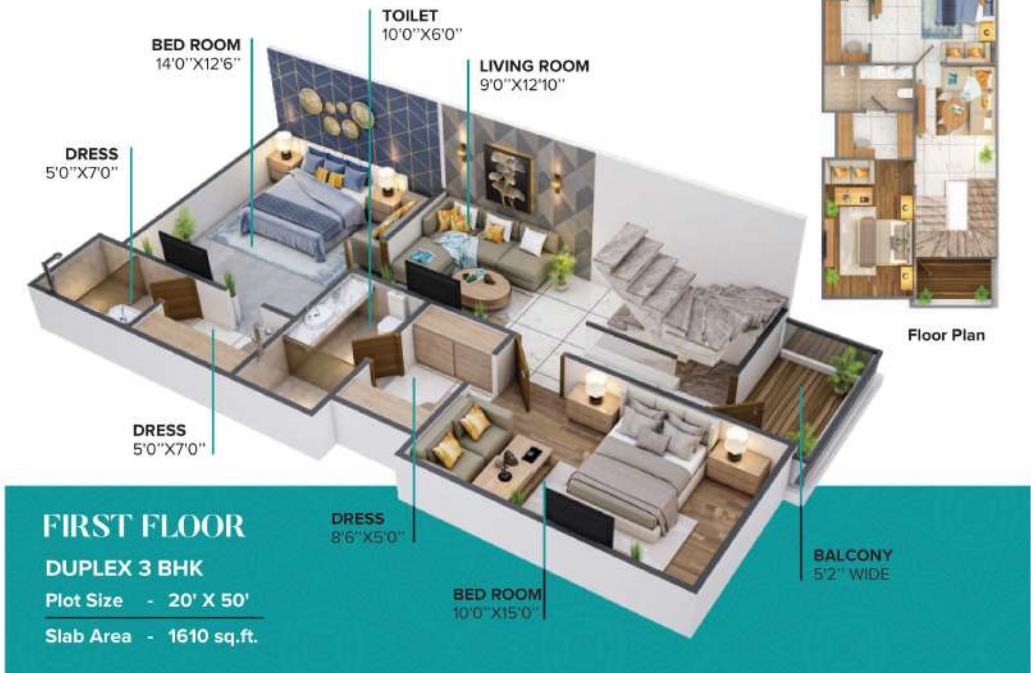 TOILET
10'0"X6'0"
BED ROOM
14'0"X12'6"
LIVING ROOM
9'0"X12'10"
DRESS
5'0"X7'0"
Floor Plan
DRESS
5'0"X7'0"
FIRST FLOOR
DUPLEX 3 BHK
Plot Size - 20' X 50'
Slab Area - 1610 sq.ft.
DRESS
8'6"X5'0"
BED ROOM
10'0"X15'0"
BALCONY
5'2" WIDE